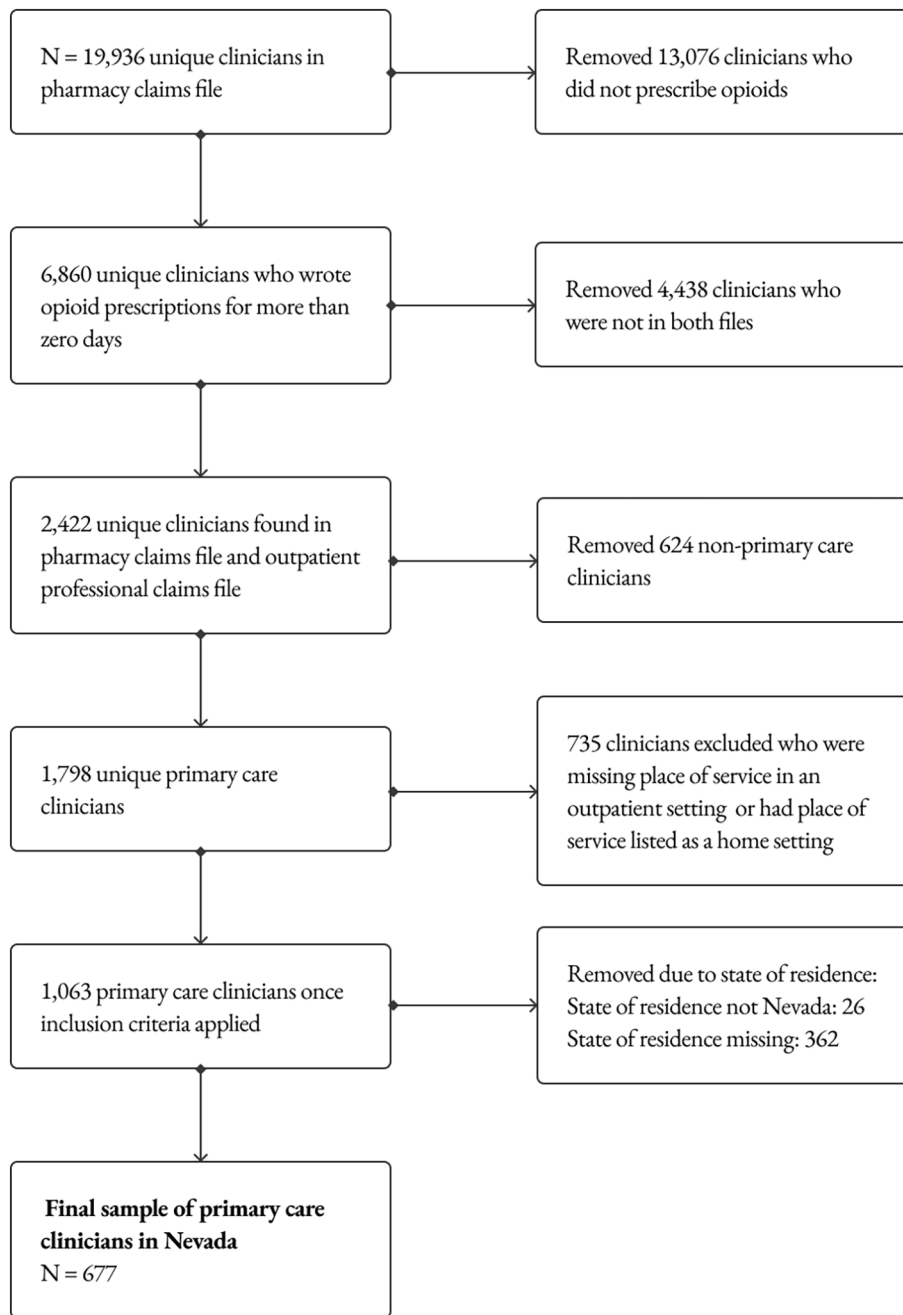 N = 19,936 unique clinicians in
pharmacy claims file
Removed 13,076 clinicians who
did not prescribe opioids
6,860 unique clinicians who wrote
opioid prescriptions for more than
zero days
Removed 4,438 clinicians who
were not in both files
2,422 unique clinicians found in
pharmacy claims file and outpatient
professional claims file
Removed 624 non-primary care
clinicians
1,798 unique primary care
clinicians
735 clinicians excluded who were
missing place of service in an
outpatient setting or had place of
service listed as a home setting
1,063 primary care clinicians once
inclusion criteria applied
Removed due to state of residence:
State of residence not Nevada: 26
State of residence missing: 362
Final sample of primary care
clinicians in Nevada
N = 677